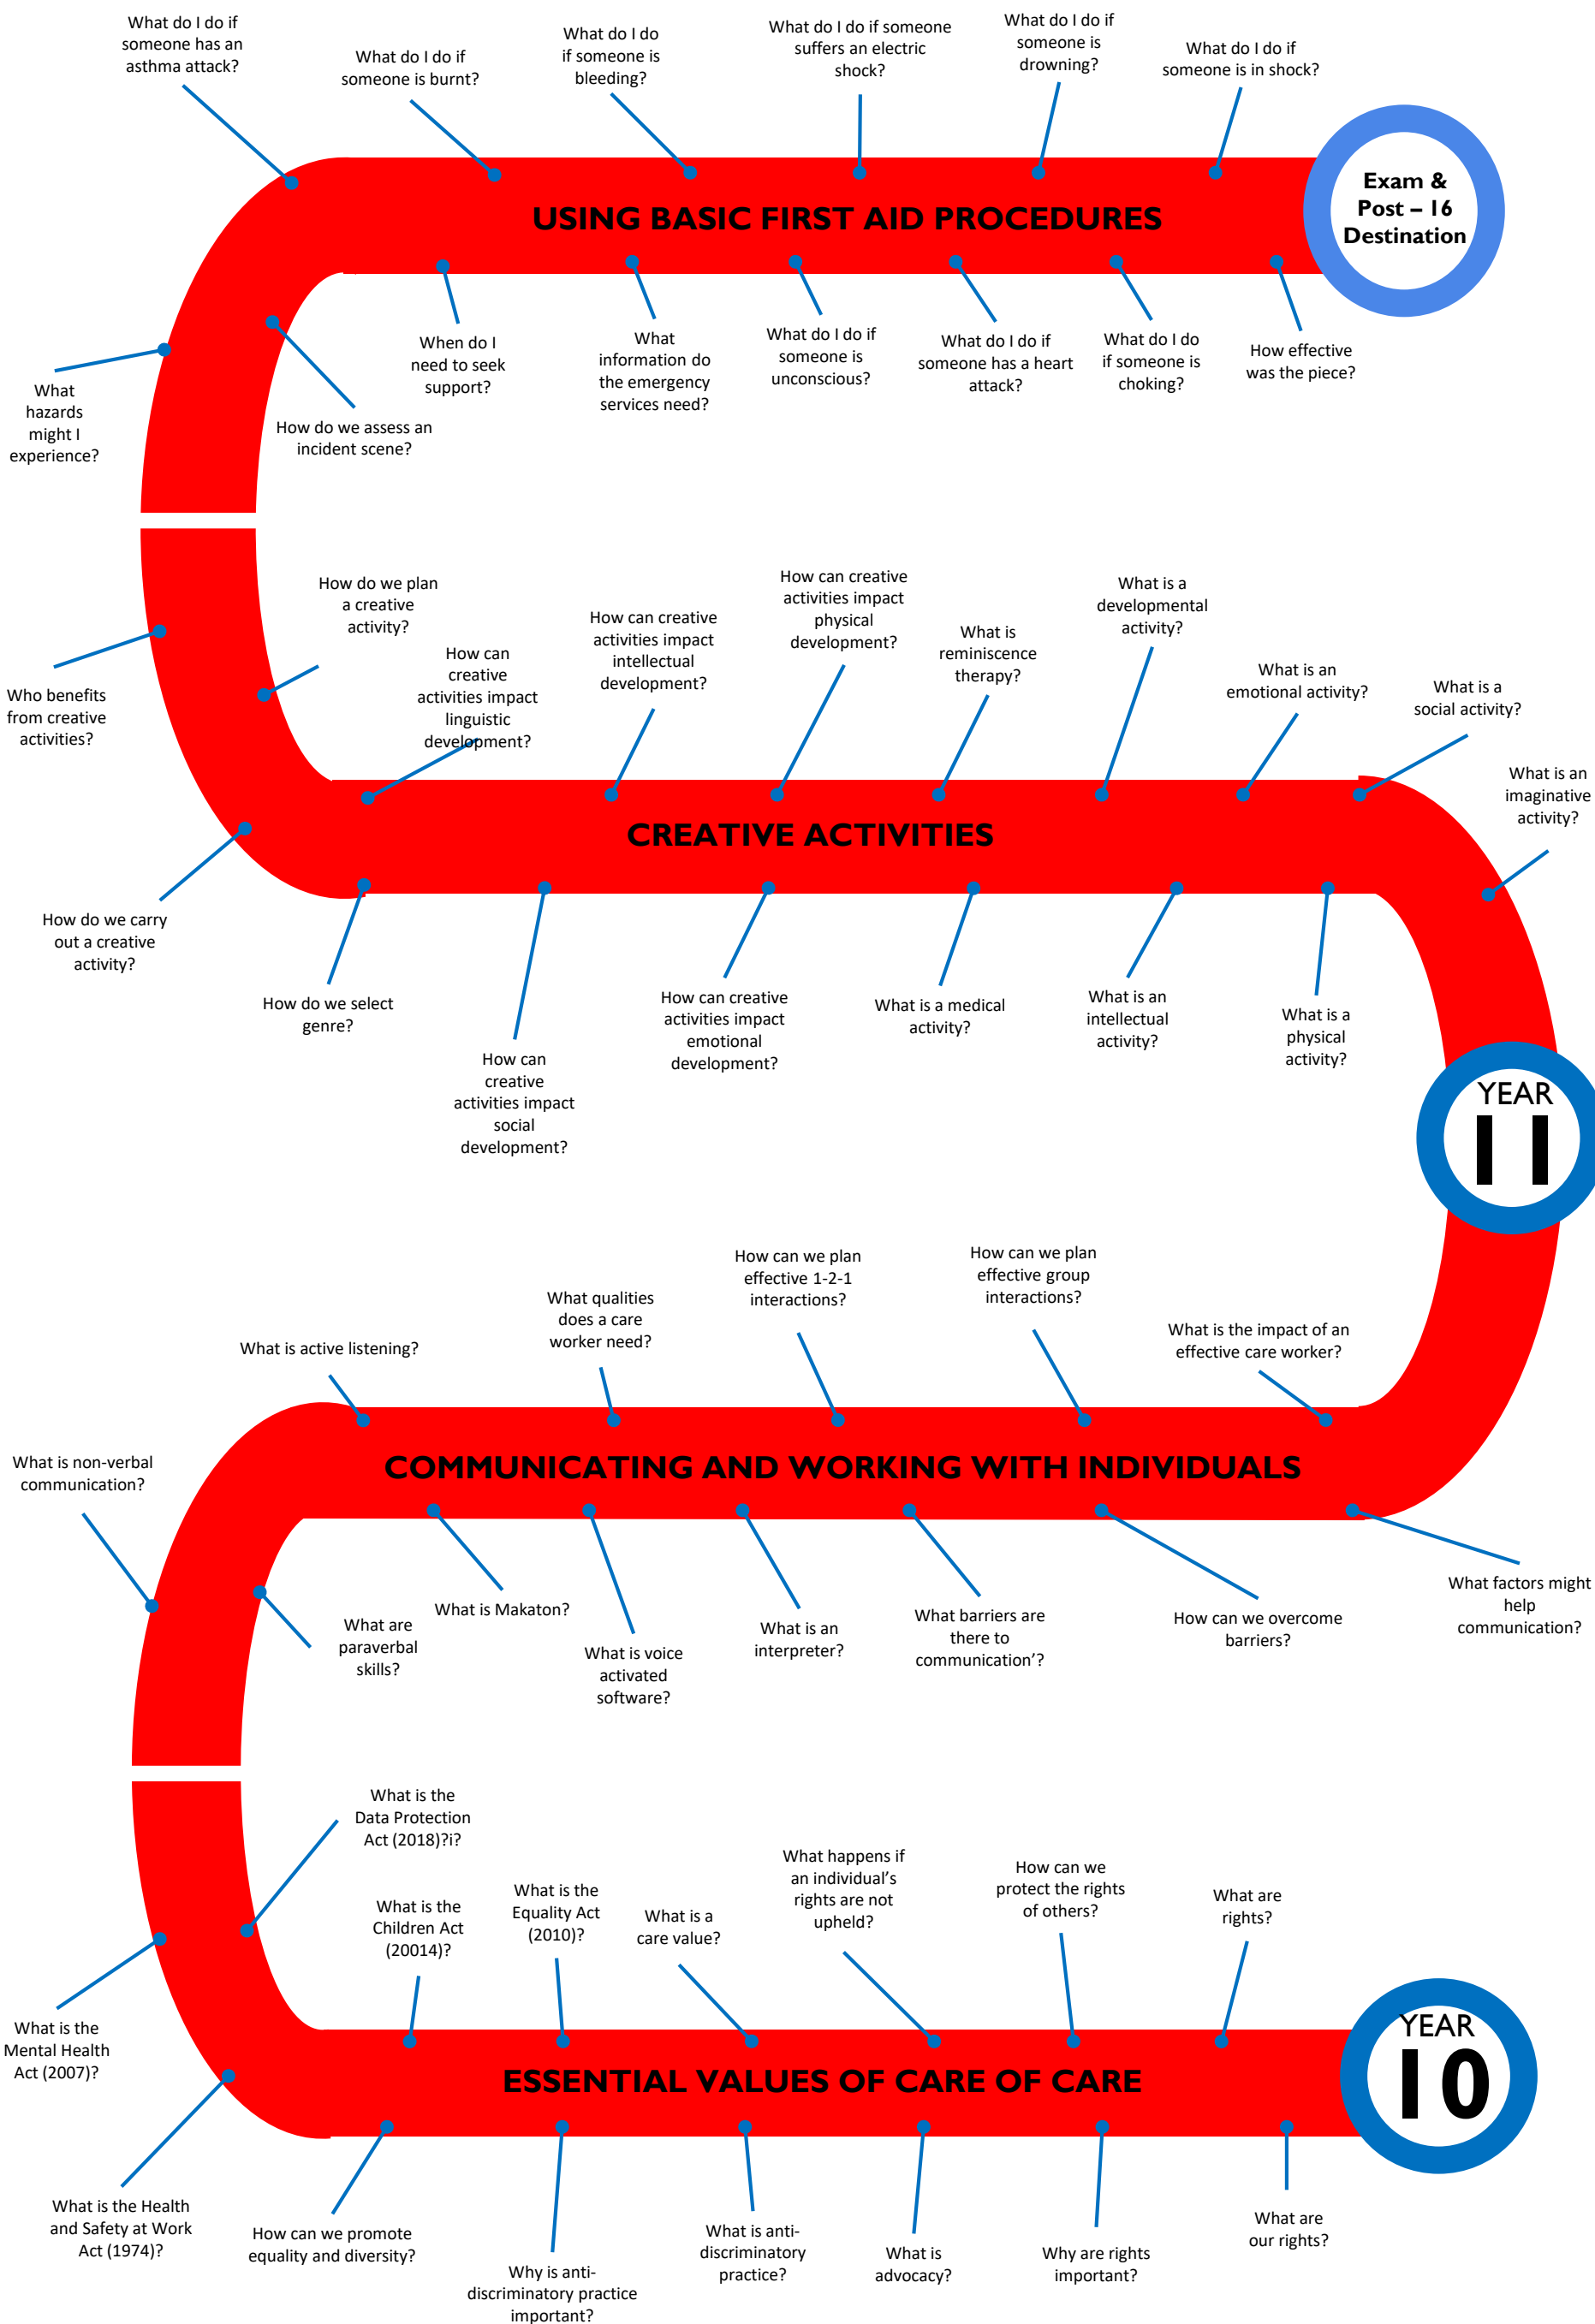 What do I do if
someone has an
asthma attack?
What do I do if
someone is burnt?
What do I do
if someone is
bleeding?
What do I do if someone
suffers an electric
shock?
What do I do if
someone is
drowning?
What do I do if
someone is in shock?
Exam &
Post – 16
Destination
USING BASIC FIRST AID PROCEDURES
What
hazards
might I
experience?
How do we assess an
incident scene?
When do I
need to seek
support?
What
information do
the emergency
services need?
What do I do if
someone is
unconscious?
What do I do if
someone has a heart
attack?
What do I do
if someone is
choking?
How effective
was the piece?
Who benefits
from creative
activities?
How do we plan
a creative
activity?
How can
creative
activities impact
linguistic
development?
How can creative
activities impact
intellectual
development?
How can creative
activities impact
physical
development?
What is
reminiscence
therapy?
What is a
developmental
activity?
What is an
emotional activity?
What is a
social activity?
What is an
imaginative
activity?
CREATIVE ACTIVITIES
How do we carry
out a creative
activity?
How do we select
genre?
How can
creative
activities impact
social
development?
How can creative
activities impact
emotional
development?
What is a medical
activity?
What is an
intellectual
activity?
What is a
physical
activity?
YEAR
11
What is active listening?
What qualities
does a care
worker need?
How can we plan
effective 1-2-1
interactions?
How can we plan
effective group
interactions?
What is the impact of an
effective care worker?
COMMUNICATING AND WORKING WITH INDIVIDUALS
What is non-verbal
communication?
What are
paraverbal
skills?
What is Makaton?
What is voice
activated
software?
What is an
interpreter?
What barriers are
there to
communication’?
How can we overcome
barriers?
What factors might
help
communication?
What is the
Data Protection
Act (2018)?i?
What is the
Children Act
(20014)?
What is the
Equality Act
(2010)?
What is a
care value?
What happens if
an individual’s
rights are not
upheld?
How can we
protect the rights
of others?
What are
rights?
What is the
Mental Health
Act (2007)?
ESSENTIAL VALUES OF CARE OF CARE
YEAR
10
What is the Health
and Safety at Work
Act (1974)?
How can we promote
equality and diversity?
Why is anti-
discriminatory practice
important?
What is anti-
discriminatory
practice?
What is
advocacy?
Why are rights
important?
What are
our rights?